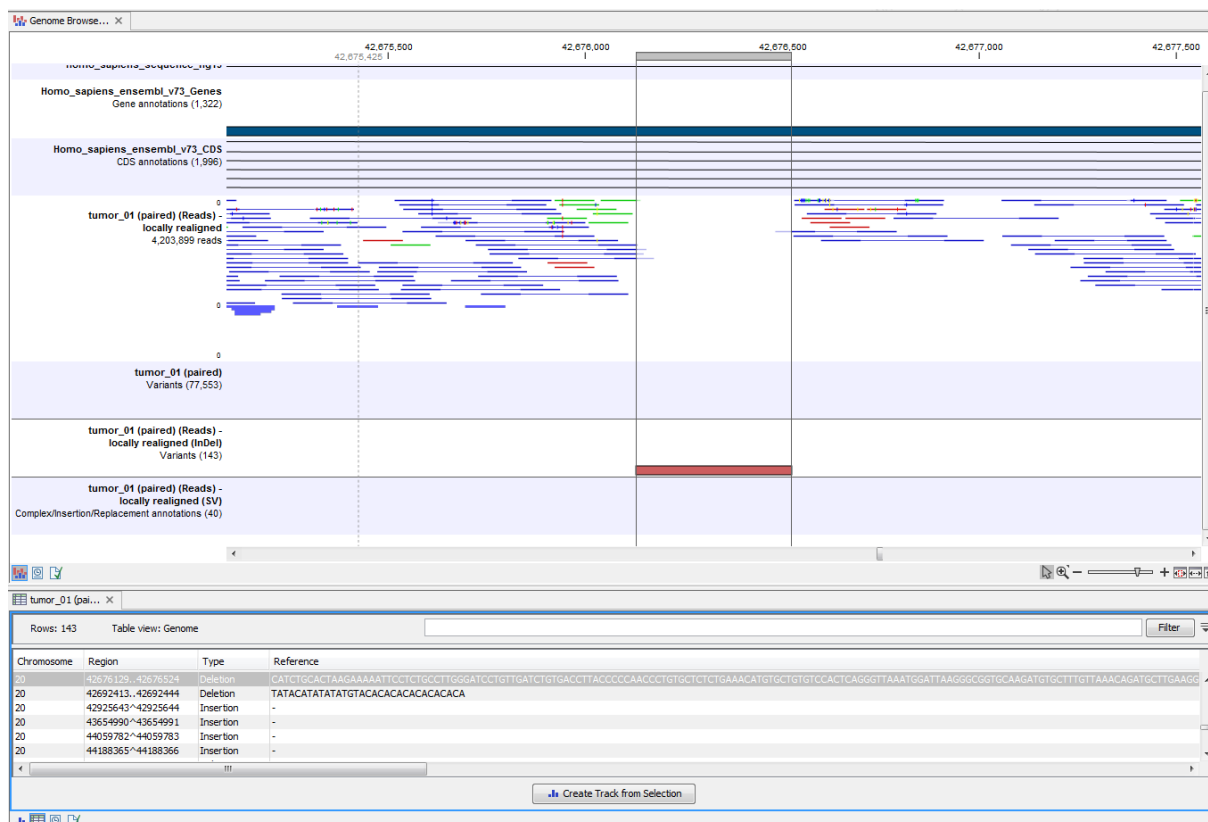 Genome Browse...
42,675,500
42,676,000
42,676,500
42,677,000
42,677,500
42,675,425
Homo_sapiens_sequence_hg19
Homo_sapiens_ensembl_v73_Genes
Gene annotations (1,322)
Homo_sapiens_ensembl_v73_CDS
CDS annotations (1,996)
0
tumor_01 (paired) (Reads) -
locally realigned
4,203,899 reads
0
0
tumor_01 (paired)
Variants (77,553)
tumor_01 (paired) (Reads) -
locally realigned (InDel)
Variants (143)
tumor_01 (paired) (Reads) -
locally realigned (SV)
Complex/Insertion/Replacement annotations (40)
tumor_01 (pai...
Rows: 143 Table view: Genome Filter
Chromosome Region Type Reference
20 42676129..42676524 Deletion CATCTGCACTAAGAAAAATTCCTCTGCCTTGGGATCCTGTTGATCTGTGACCTTACCCCCAACCCTGTGCTCTCTGAAACATGTGCTGTGTCCACTCAGGGTTAAATGGATTAAGGGCGGTGCAAGATGTGCTTTGTTAAACAGATGCTTGAAGG
20 42692413..42692444 Deletion TATACATATATATGTACACACACACACACACA
20 42925643^42925644 Insertion -
20 43654990^43654991 Insertion -
20 44059782^44059783 Insertion -
20 44188365^44188366 Insertion -
Create Track from Selection